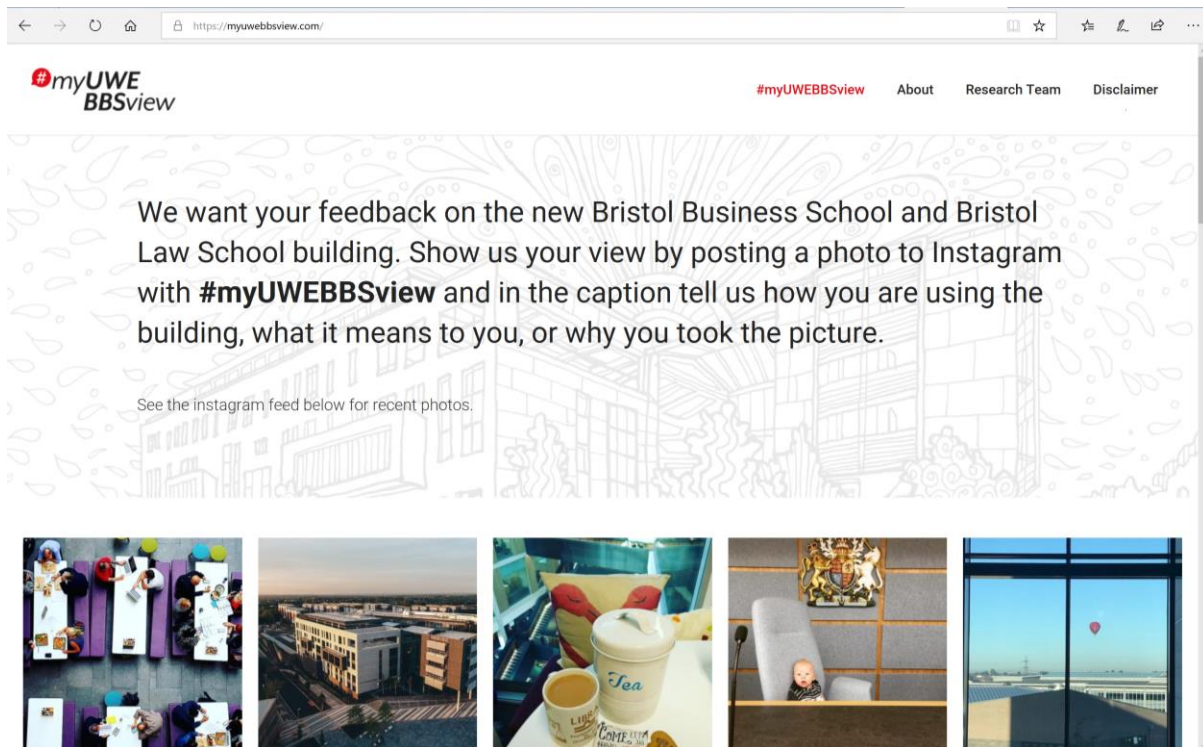 https://myuwebbsview.com/
#myUWE
BBSview
#myUWEBBSview
About
Research Team
Disclaimer
We want your feedback on the new Bristol Business School and Bristol
Law School building. Show us your view by posting a photo to Instagram
with #myUWEBBSview and in the caption tell us how you are using the
building, what it means to you, or why you took the picture.
See the instagram feed below for recent photos.
Tea
COME